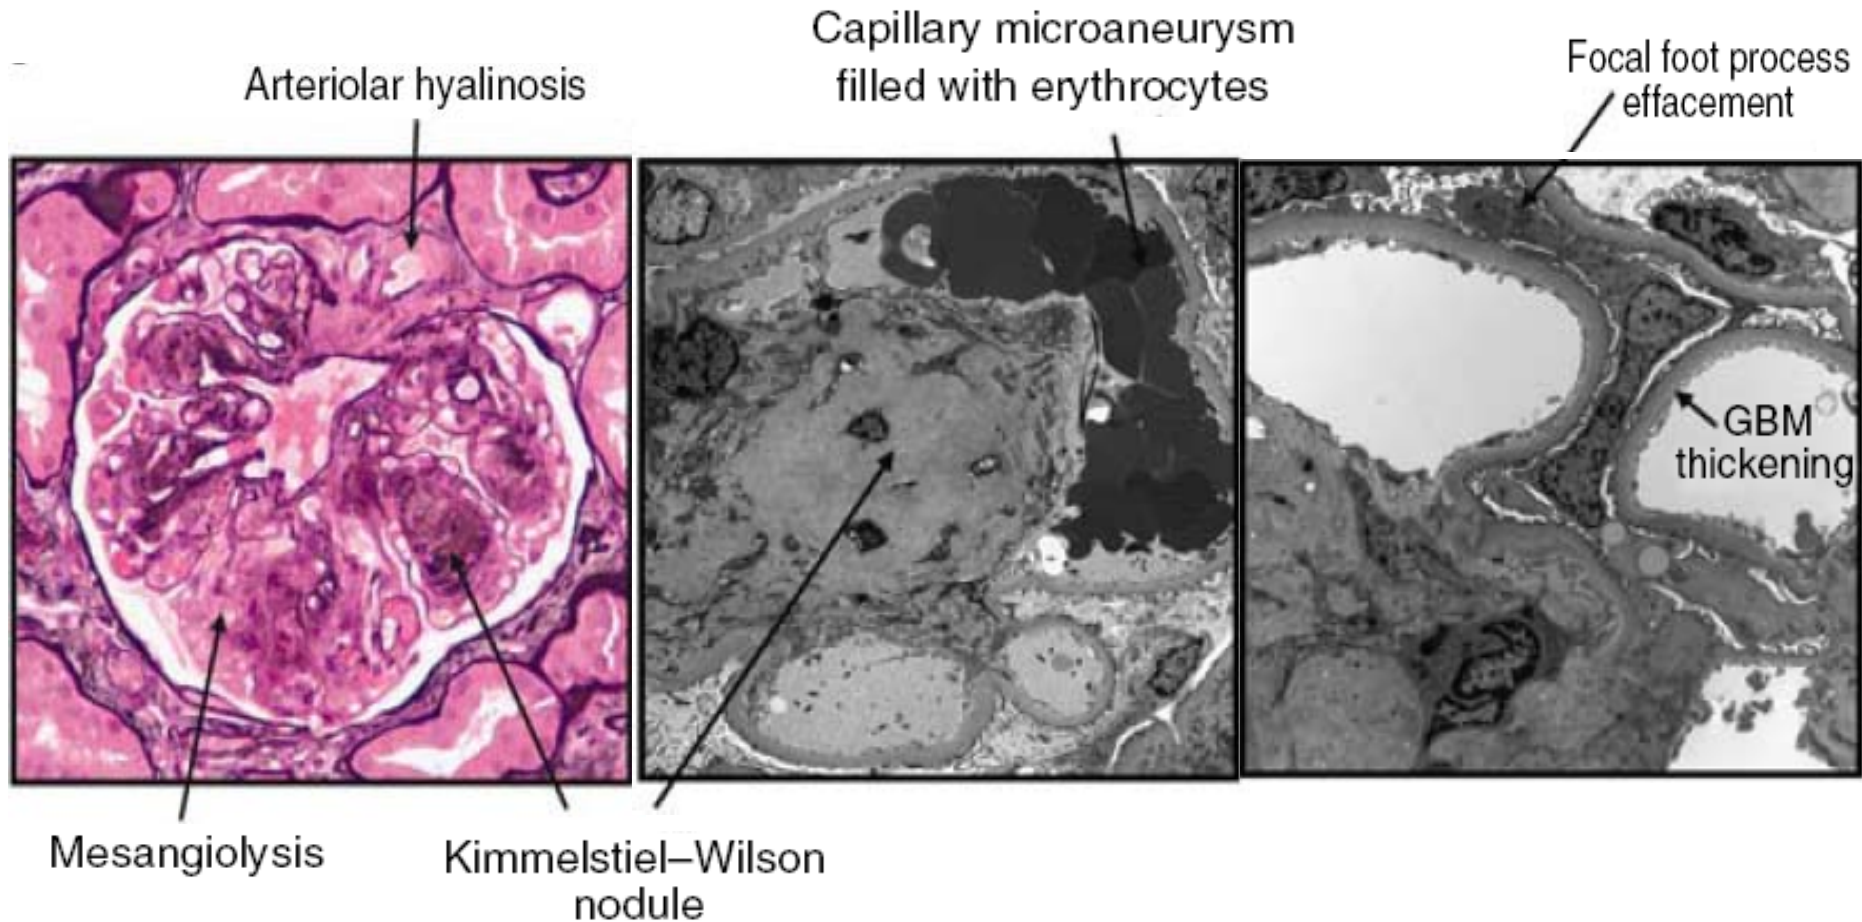 Arteriolar hyalinosis
Capillary microaneurysm
filled with erythrocytes
Focal foot process
effacement
GBM
thickening
Mesangiolysis
Kimmelstiel–Wilson
nodule